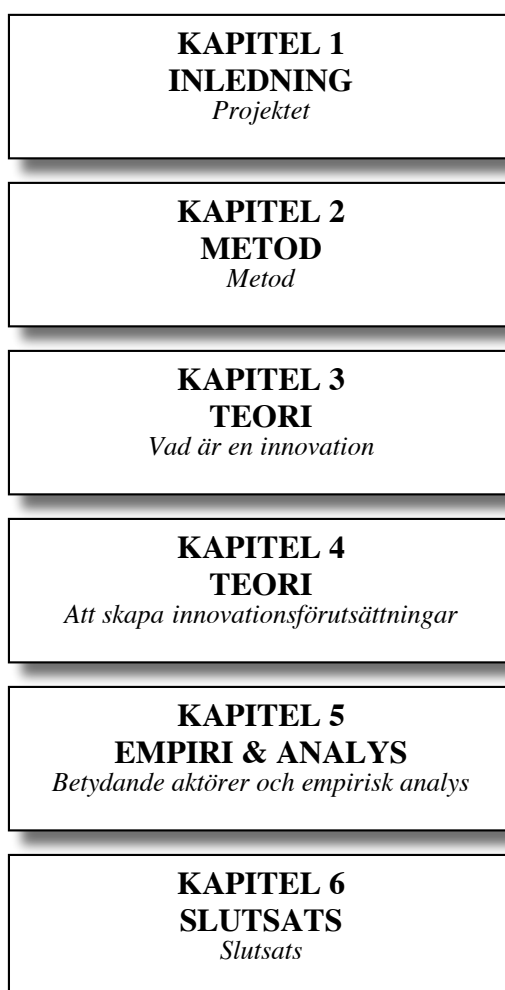 KAPITEL 1
INLEDNING
Projektet
KAPITEL 2
METOD
Metod
KAPITEL 3
TEORI
Vad är en innovation
KAPITEL 4
TEORI
Att skapa innovationsförutsättningar
KAPITEL 5
EMPIRI & ANALYS
Betydande aktörer och empirisk analys
KAPITEL 6
SLUTSATS
Slutsats